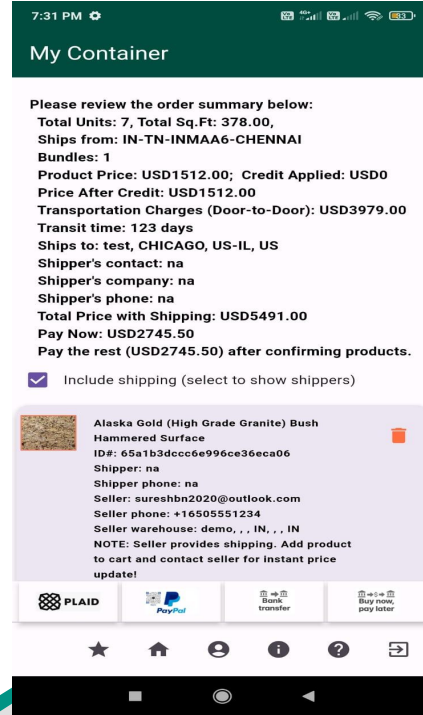 7:31 PM
4G+
83
My Container
Please review the order summary below:
Total Units: 7, Total Sq.Ft: 378.00,
Ships from: IN-TN-INMAA6-CHENNAI
Bundles: 1
Product Price: USD1512.00; Credit Applied: USD0
Price After Credit: USD1512.00
Transportation Charges (Door-to-Door): USD3979.00
Transit time: 123 days
Ships to: test, CHICAGO, US-IL, US
Shipper's contact: na
Shipper's company: na
Shipper's phone: na
Total Price with Shipping: USD5491.00
Pay Now: USD2745.50
Pay the rest (USD2745.50) after confirming products.
Include shipping (select to show shippers)
Alaska Gold (High Grade Granite) Bush
Hammered Surface
ID#: 65a1b3dccc6e996ce36eca06
Shipper: na
Shipper phone: na
Seller: sureshbn2020@outlook.com
Seller phone: +16505551234
Seller warehouse: demo, , , IN, , , IN
NOTE: Seller provides shipping. Add product
to cart and contact seller for instant price
update!
PLAID
PayPal
Bank
transfer
Buy now,
pay later